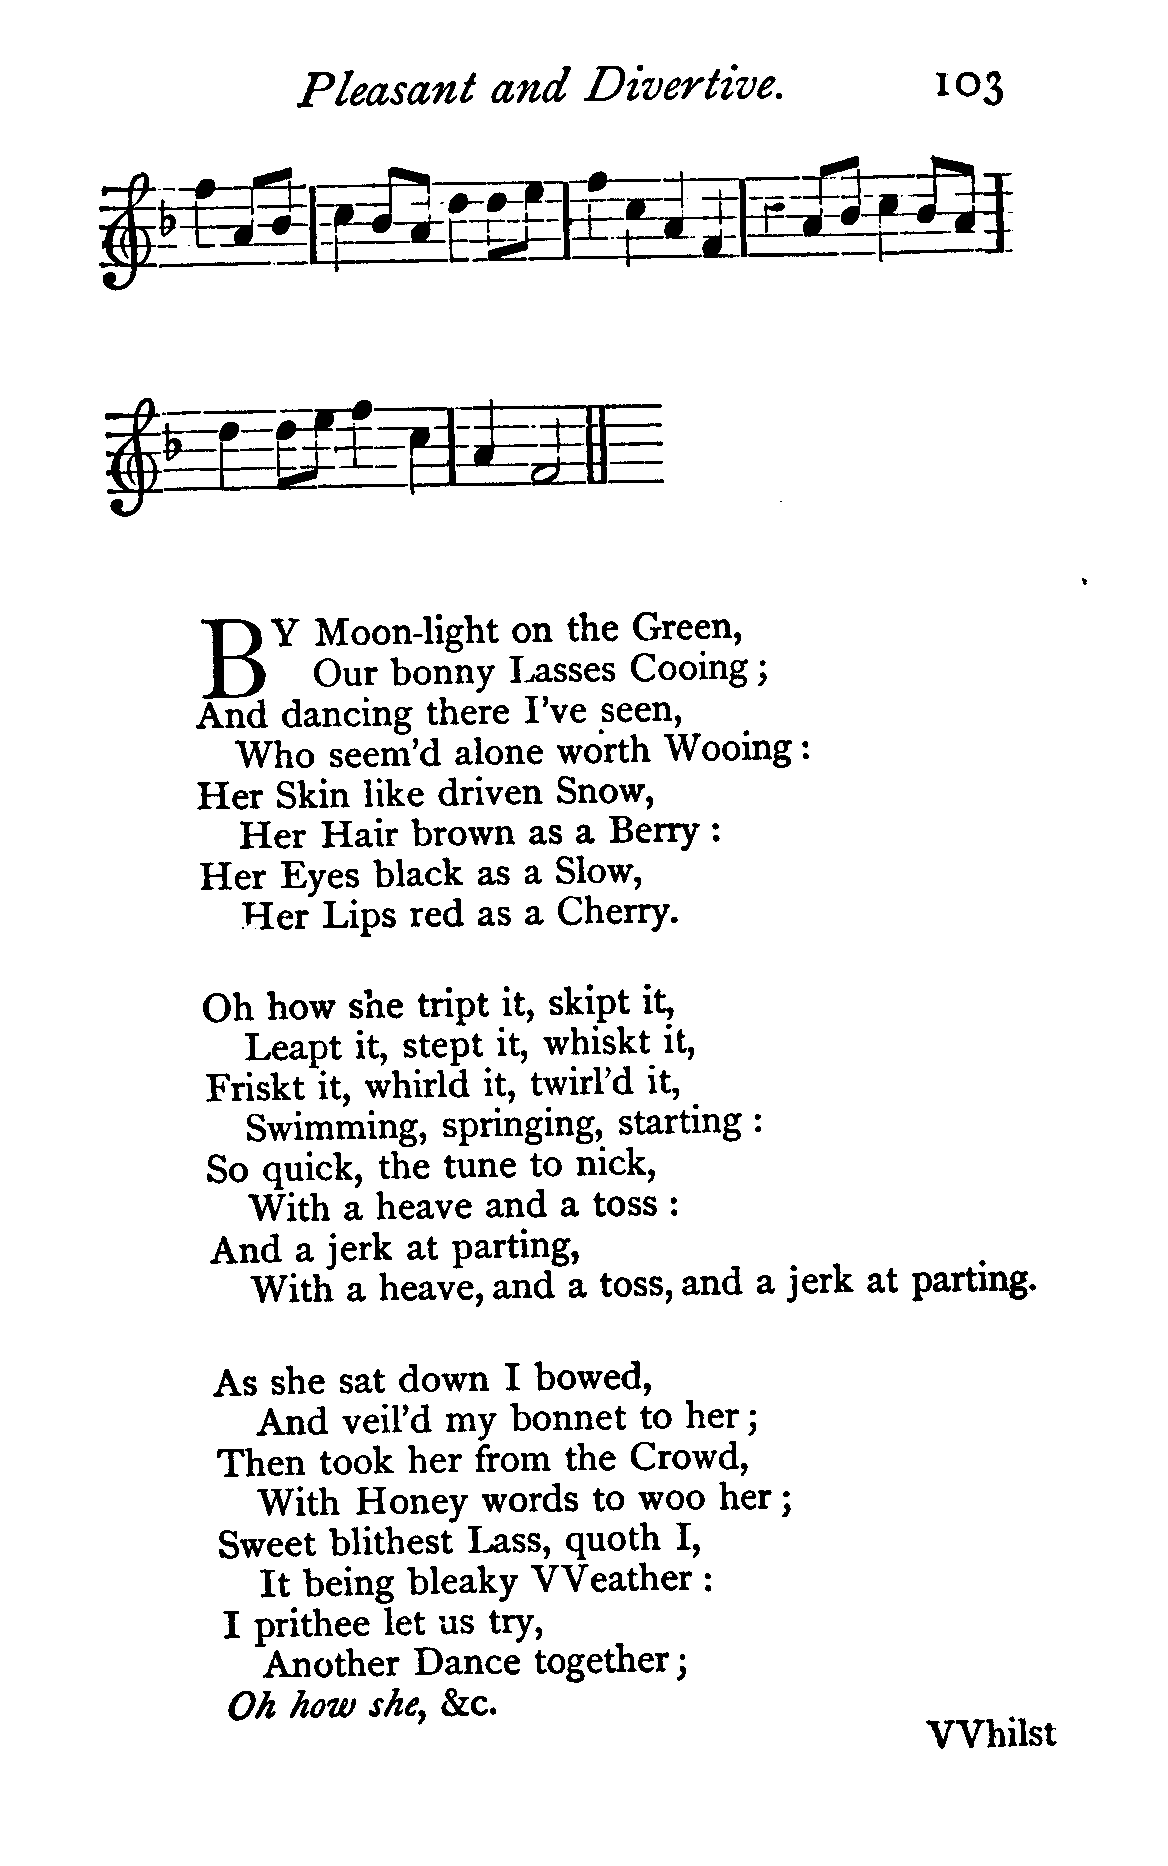 Pleasant and Divertive. 103
BY Moon-light on the Green,
Our bonny Lasses Cooing;
And dancing there I've seen,
Who seem'd alone worth Wooing:
Her Skin like driven Snow,
Her Hair brown as a Berry:
Her Eyes black as a Slow,
Her Lips red as a Cherry.
Oh how she tript it, skipt it,
Leapt it, stept it, whiskt it,
Friskt it, whirld it, twirl'd it,
Swimming, springing, starting:
So quick, the tune to nick,
With a heave and a toss:
And a jerk at parting,
With a heave, and a toss, and a jerk at parting.
As she sat down I bowed,
And veil'd my bonnet to her;
Then took her from the Crowd,
With Honey words to woo her;
Sweet blithest Lass, quoth I,
It being bleaky VVeather:
I prithee let us try,
Another Dance together;
Oh how she, &c.
VVhilst